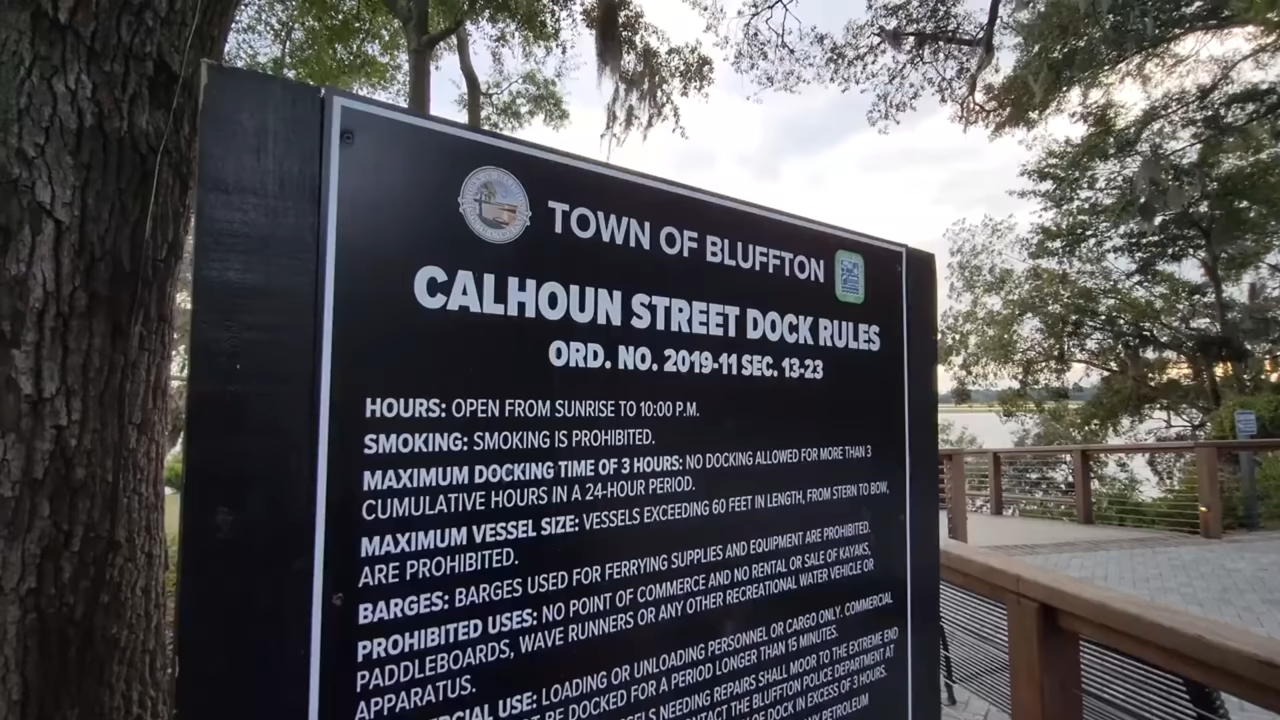 TOWN OF BLUFFTON
CALHOUN STREET DOCK RULES
ORD. NO. 2019-11 SEC. 13-23
HOURS: OPEN FROM SUNRISE TO 10:00 P.M.
SMOKING: SMOKING IS PROHIBITED.
MAXIMUM DOCKING TIME OF 3 HOURS: NO DOCKING ALLOWED FOR MORE THAN 3
CUMULATIVE HOURS IN A 24-HOUR PERIOD.
MAXIMUM VESSEL SIZE: VESSELS EXCEEDING 60 FEET IN LENGTH, FROM STERN TO BOW,
ARE PROHIBITED.
BARGES: BARGES USED FOR FERRYING SUPPLIES AND EQUIPMENT ARE PROHIBITED.
PROHIBITED USES: NO POINT OF COMMERCE AND NO RENTAL OR SALE OF KAYAKS,
PADDLEBOARDS, WAVE RUNNERS OR ANY OTHER RECREATIONAL WATER VEHICLE OR
APPARATUS.
RCIAL USE: LOADING OR UNLOADING PERSONNEL OR CARGO ONLY. COMMERCIAL
BE DOCKED FOR A PERIOD LONGER THAN 15 MINUTES.
SELS NEEDING REPAIRS SHALL MOOR TO THE EXTREME END
ONTACT THE BLUFFTON POLICE DEPARTMENT AT
OF DOCK IN EXCESS OF 3 HOURS.
NY PETROLEUM